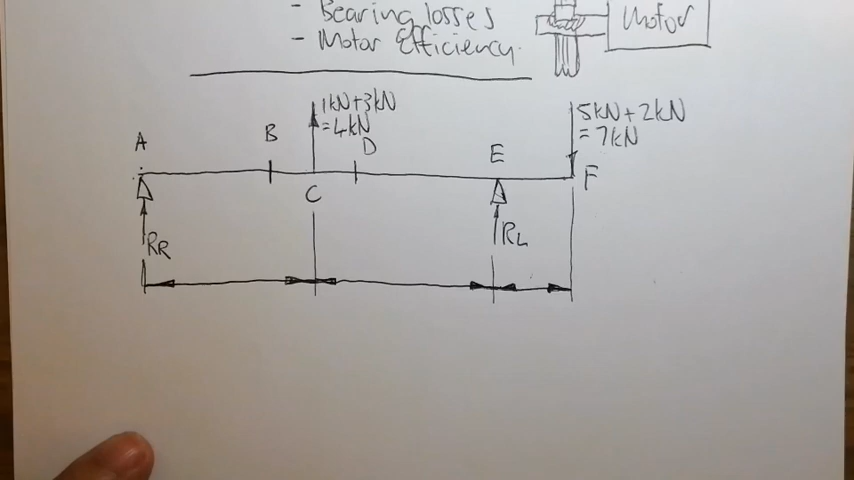 - Bearing losses
- Motor Efficiency.
Motor
1kN+3kN
=4kN
5kN+2kN
=7kN
A
B
D
E
C
F
RR
RL